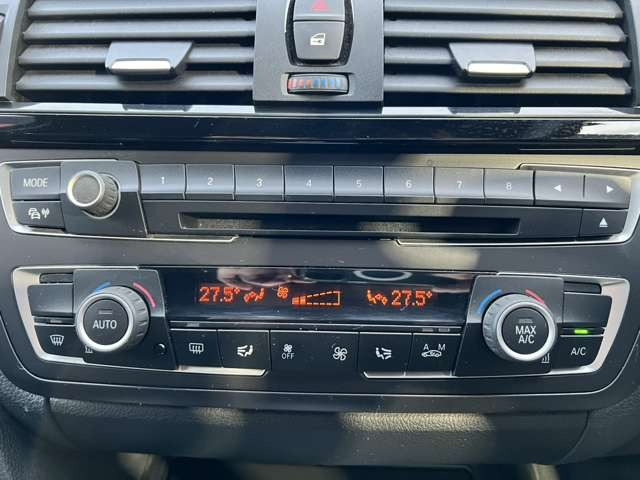 MODE 1 2 3 4 5 6 7 8
27.5° 27.5°
AUTO MAX A/C
OFF A M A/C